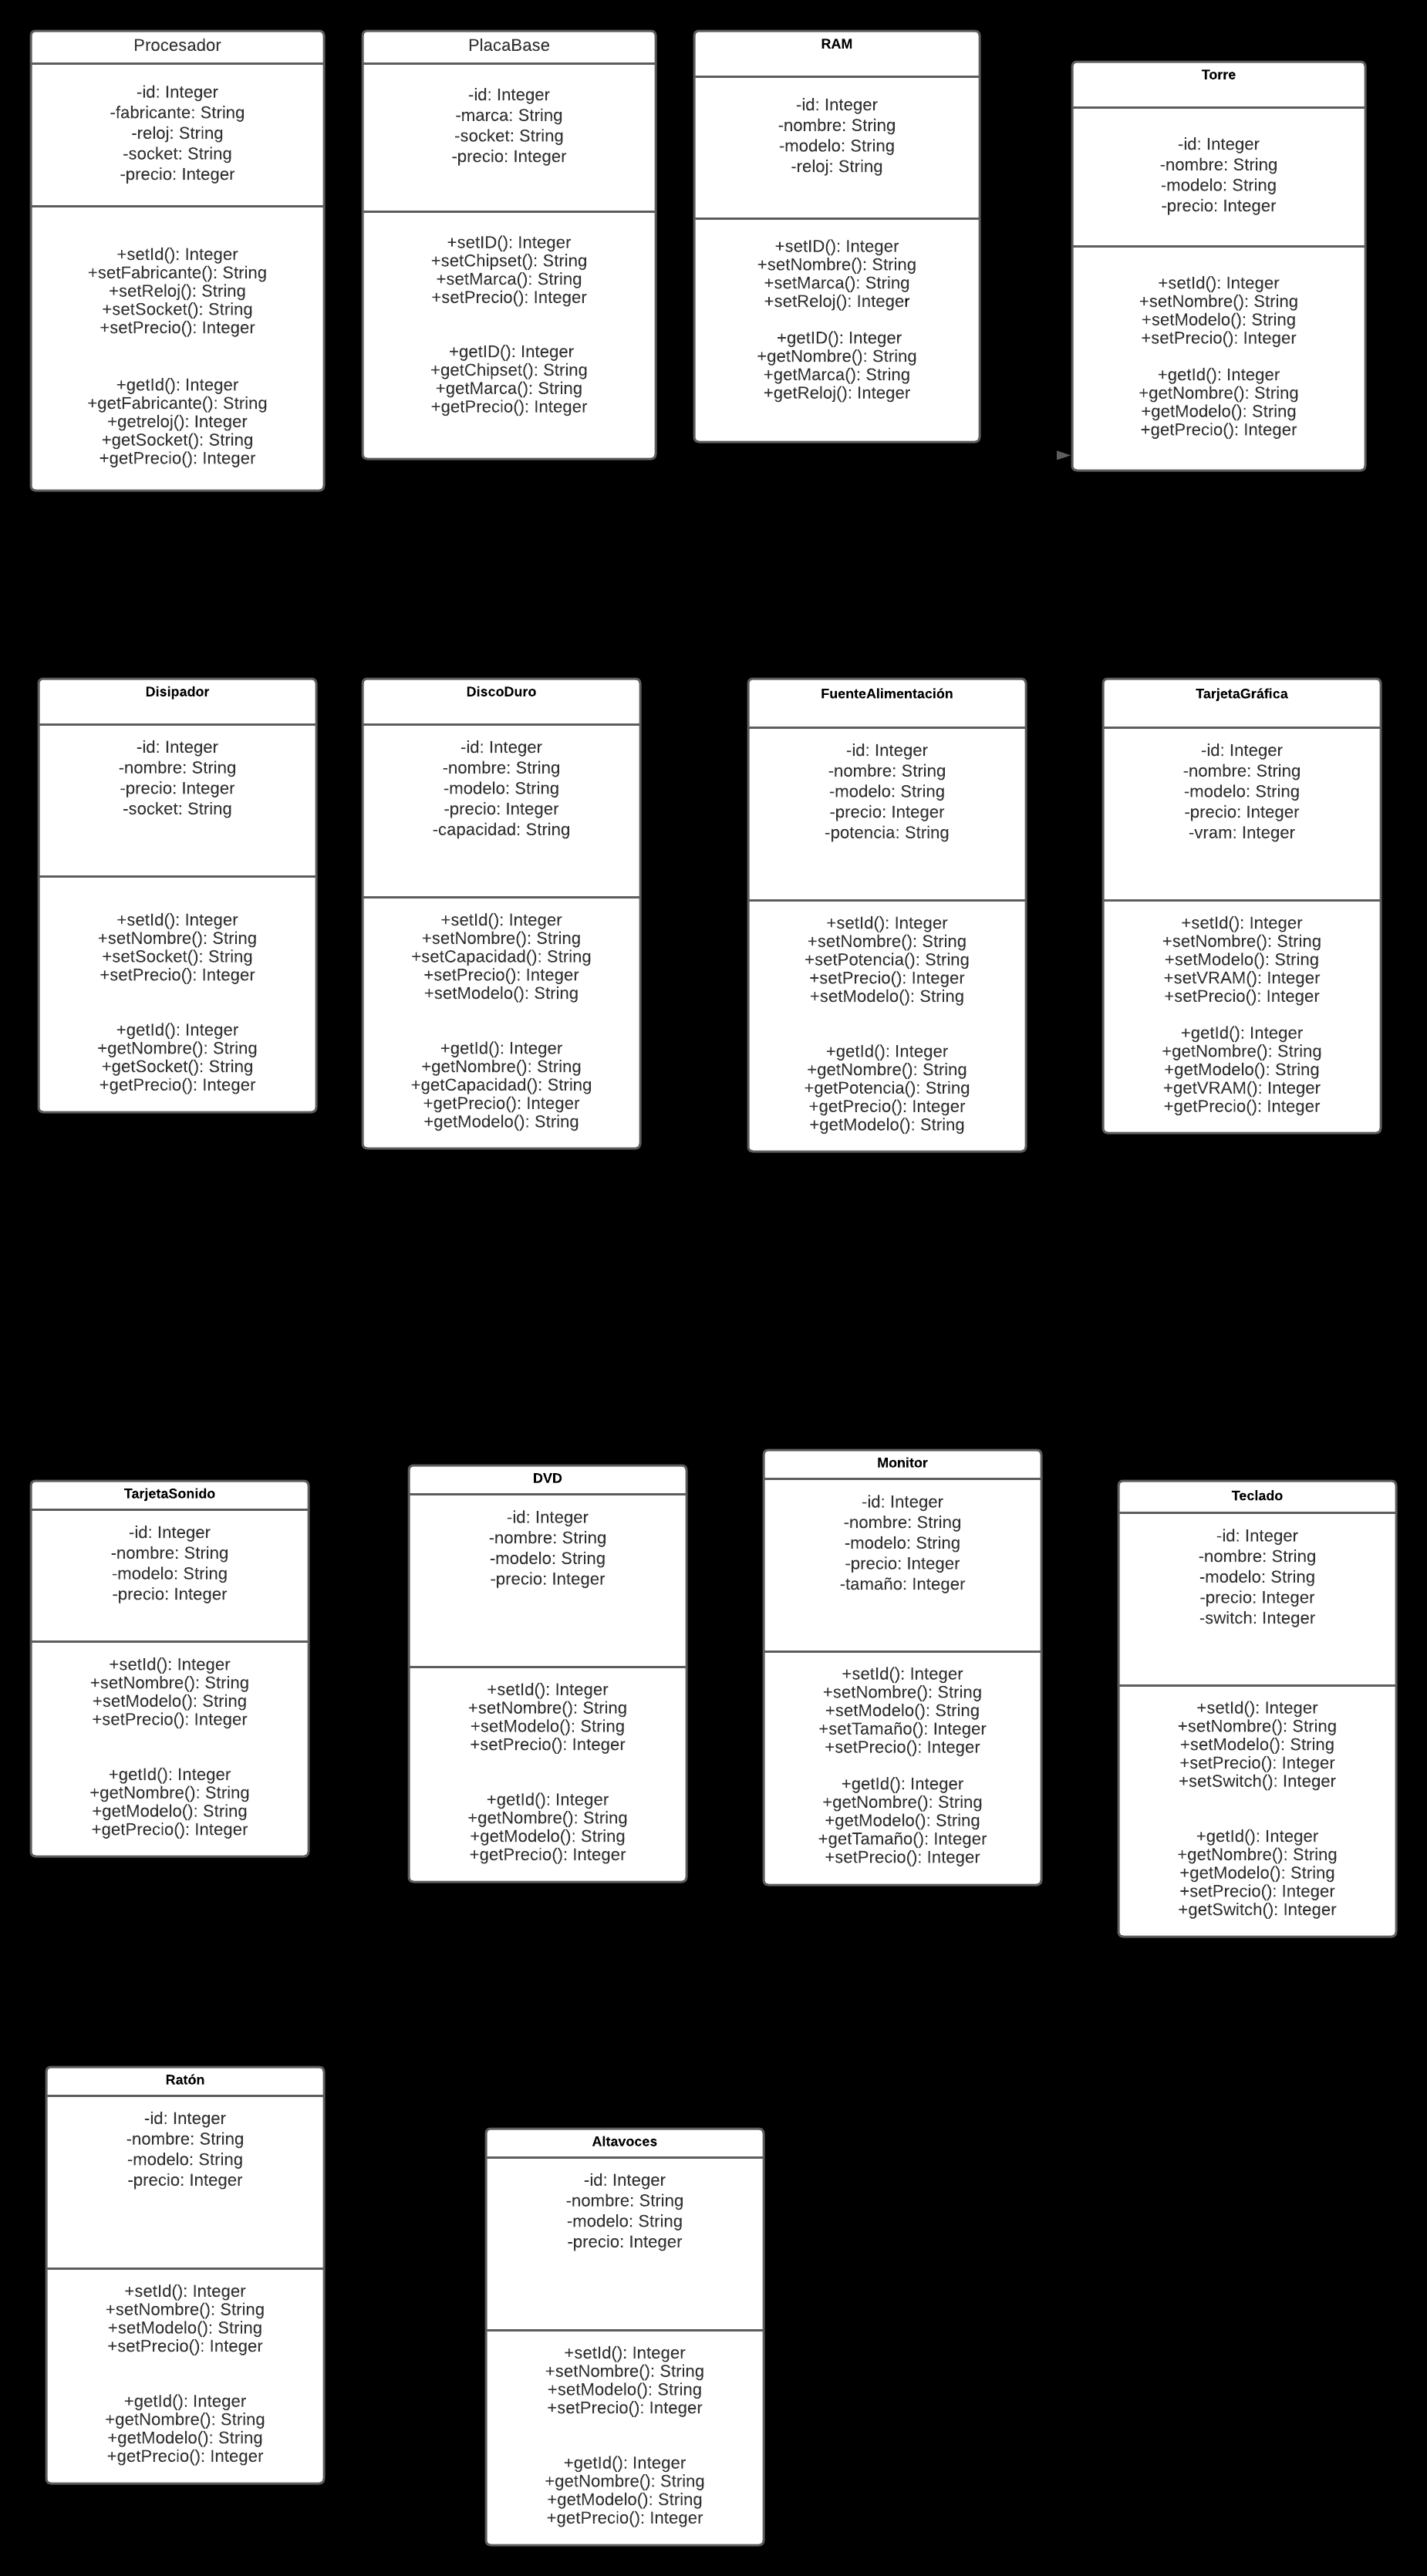 Procesador
-id: Integer
-fabricante: String
-reloj: String
-socket: String
-precio: Integer
+setId(): Integer
+setFabricante(): String
+setReloj(): String
+setSocket(): String
+setPrecio(): Integer
+getId(): Integer
+getFabricante(): String
+getreloj(): Integer
+getSocket(): String
+getPrecio(): Integer
PlacaBase
-id: Integer
-marca: String
-socket: String
-precio: Integer
+setID(): Integer
+setChipset(): String
+setMarca(): String
+setPrecio(): Integer
+getID(): Integer
+getChipset(): String
+getMarca(): String
+getPrecio(): Integer
RAM
-id: Integer
-nombre: String
-modelo: String
-reloj: String
+setID(): Integer
+setNombre(): String
+setMarca(): String
+setReloj(): Integer
+getID(): Integer
+getNombre(): String
+getMarca(): String
+getReloj(): Integer
Torre
-id: Integer
-nombre: String
-modelo: String
-precio: Integer
+setId(): Integer
+setNombre(): String
+setModelo(): String
+setPrecio(): Integer
+getId(): Integer
+getNombre(): String
+getModelo(): String
+getPrecio(): Integer
Disipador
-id: Integer
-nombre: String
-precio: Integer
-socket: String
+setId(): Integer
+setNombre(): String
+setSocket(): String
+setPrecio(): Integer
+getId(): Integer
+getNombre(): String
+getSocket(): String
+getPrecio(): Integer
DiscoDuro
-id: Integer
-nombre: String
-modelo: String
-precio: Integer
-capacidad: String
+setId(): Integer
+setNombre(): String
+setCapacidad(): String
+setPrecio(): Integer
+setModelo(): String
+getId(): Integer
+getNombre(): String
+getCapacidad(): String
+getPrecio(): Integer
+getModelo(): String
FuenteAlimentación
-id: Integer
-nombre: String
-modelo: String
-precio: Integer
-potencia: String
+setId(): Integer
+setNombre(): String
+setPotencia(): String
+setPrecio(): Integer
+setModelo(): String
+getId(): Integer
+getNombre(): String
+getPotencia(): String
+getPrecio(): Integer
+getModelo(): String
TarjetaGráfica
-id: Integer
-nombre: String
-modelo: String
-precio: Integer
-vram: Integer
+setId(): Integer
+setNombre(): String
+setModelo(): String
+setVRAM(): Integer
+setPrecio(): Integer
+getId(): Integer
+getNombre(): String
+getModelo(): String
+getVRAM(): Integer
+getPrecio(): Integer
TarjetaSonido
-id: Integer
-nombre: String
-modelo: String
-precio: Integer
+setId(): Integer
+setNombre(): String
+setModelo(): String
+setPrecio(): Integer
+getId(): Integer
+getNombre(): String
+getModelo(): String
+getPrecio(): Integer
DVD
-id: Integer
-nombre: String
-modelo: String
-precio: Integer
+setId(): Integer
+setNombre(): String
+setModelo(): String
+setPrecio(): Integer
+getId(): Integer
+getNombre(): String
+getModelo(): String
+getPrecio(): Integer
Monitor
-id: Integer
-nombre: String
-modelo: String
-precio: Integer
-tamaño: Integer
+setId(): Integer
+setNombre(): String
+setModelo(): String
+setTamaño(): Integer
+setPrecio(): Integer
+getId(): Integer
+getNombre(): String
+getModelo(): String
+getTamaño(): Integer
+setPrecio(): Integer
Teclado
-id: Integer
-nombre: String
-modelo: String
-precio: Integer
-switch: Integer
+setId(): Integer
+setNombre(): String
+setModelo(): String
+setPrecio(): Integer
+setSwitch(): Integer
+getId(): Integer
+getNombre(): String
+getModelo(): String
+setPrecio(): Integer
+getSwitch(): Integer
Ratón
-id: Integer
-nombre: String
-modelo: String
-precio: Integer
+setId(): Integer
+setNombre(): String
+setModelo(): String
+setPrecio(): Integer
+getId(): Integer
+getNombre(): String
+getModelo(): String
+getPrecio(): Integer
Altavoces
-id: Integer
-nombre: String
-modelo: String
-precio: Integer
+setId(): Integer
+setNombre(): String
+setModelo(): String
+setPrecio(): Integer
+getId(): Integer
+getNombre(): String
+getModelo(): String
+getPrecio(): Integer